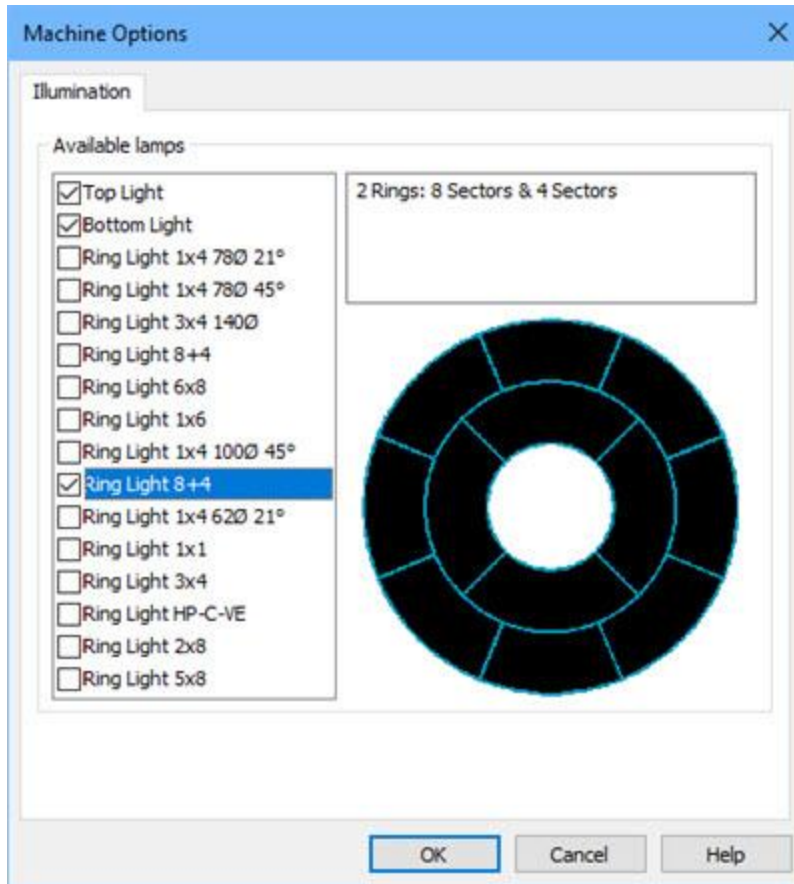 Machine Options
Illumination
Available lamps
Top Light
Bottom Light
Ring Light 1x4 78Ø 21°
Ring Light 1x4 78Ø 45°
Ring Light 3x4 140Ø
Ring Light 8+4
Ring Light 6x8
Ring Light 1x6
Ring Light 1x4 100Ø 45°
Ring Light 8+4
Ring Light 1x4 62Ø 21°
Ring Light 1x1
Ring Light 3x4
Ring Light HP-C-VE
Ring Light 2x8
Ring Light 5x8
2 Rings: 8 Sectors & 4 Sectors
OK
Cancel
Help